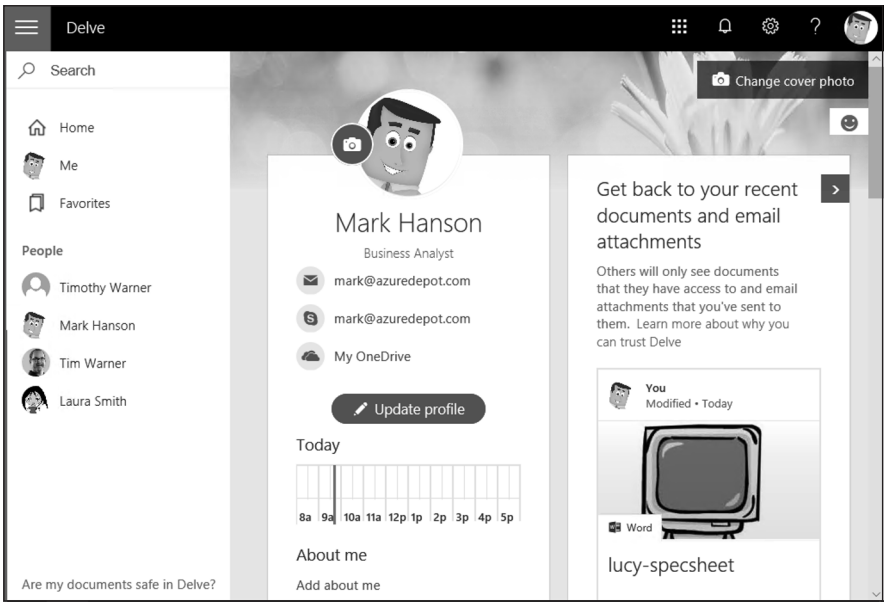 Delve
?
Change cover photo
Search
Home
Me
Favorites
People
Timothy Warner
Mark Hanson
Tim Warner
Laura Smith
Are my documents safe in Delve?
Mark Hanson
Business Analyst
mark@azuredepot.com
mark@azuredepot.com
My OneDrive
Update profile
Today
8a 9a 10a 11a 12p 1p 2p 3p 4p 5p
About me
Add about me
Get back to your recent
documents and email
attachments
Others will only see documents
that they have access to and email
attachments that you've sent to
them. Learn more about why you
can trust Delve
You
Modified • Today
Word
lucy-specsheet